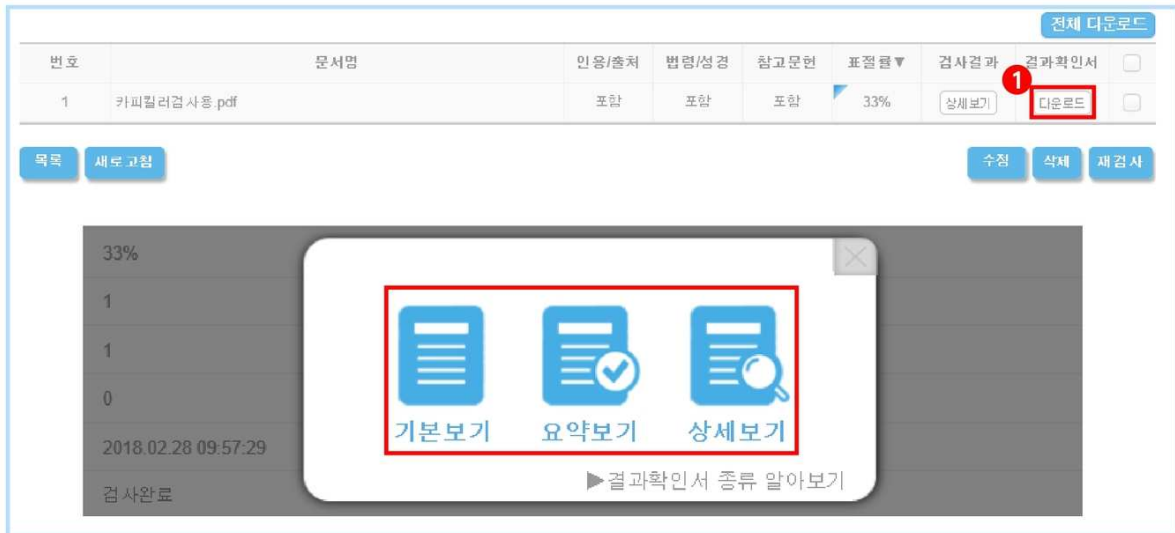 전체 다운로드
번호 문서명 인용/출처 법령/성경 참고문헌 표절률▼ 검사결과 결과확인서
1
1 카피킬러검사용.pdf 포함 포함 포함 33% 상세보기 다운로드
목록 새로고침 수정 삭제 재검사
33%
1
1
0
기본보기 요약보기 상세보기
2018.02.28 09:57:29
▶결과확인서 종류 알아보기
검사완료